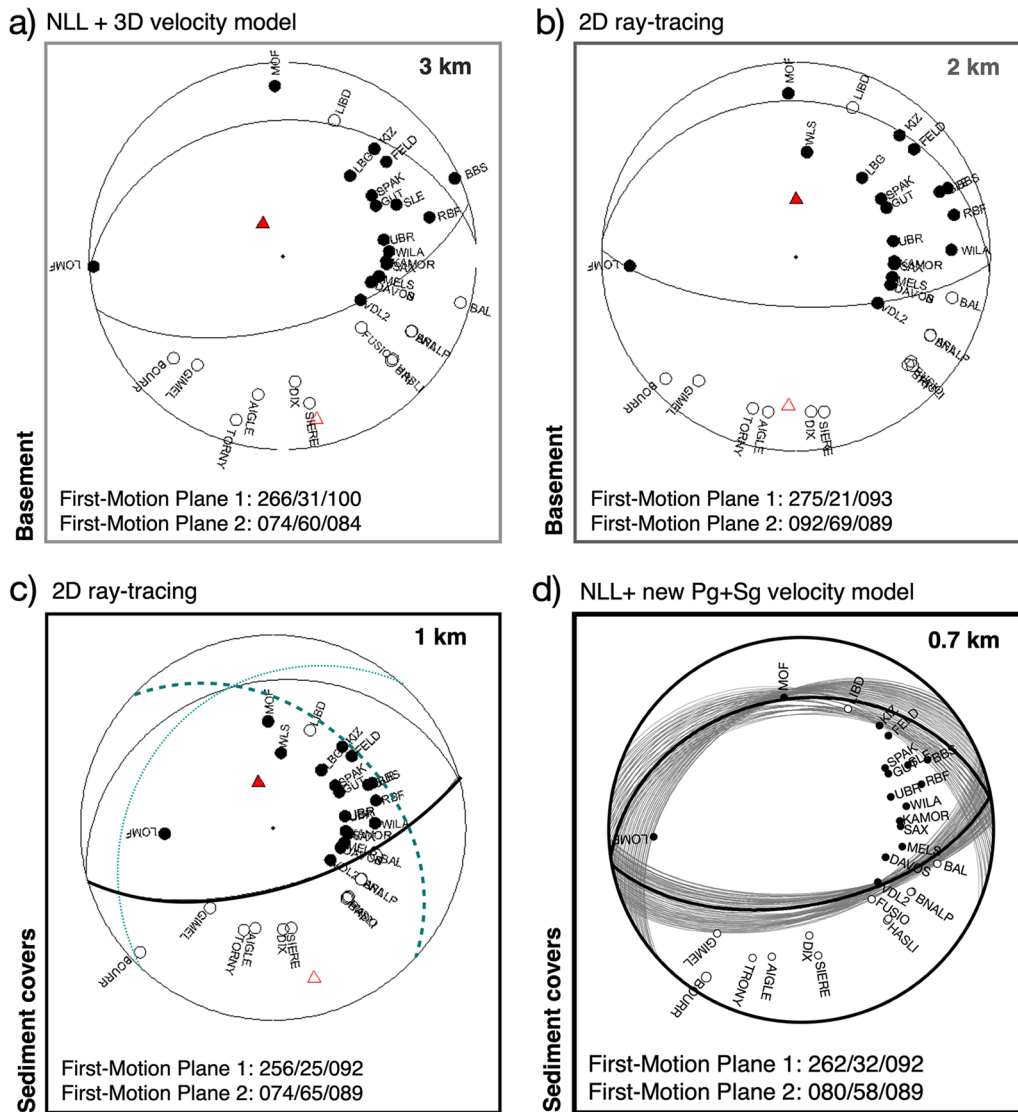 a) NLL + 3D velocity model
3 km
MOF
LIBD
KIZ
FELD
LBG
BBS
SPAK
GUT
SLE
RBF
UBR
WILA
KAMOR
SAX
LOMF
MELS
DAVOS
VDL2
BAL
FUSIO
BNALP
HASLI
BOURR
GIMEL
DIX
AIGLE
SIERE
TORNY
Basement
First-Motion Plane 1: 266/31/100
First-Motion Plane 2: 074/60/084
b) 2D ray-tracing
2 km
MOF
LIBD
KIZ
WLS
FELD
LBG
BBS
SPAK
GUT
RBF
UBR
WILA
KAMOR
SAX
LOMF
MELS
DAVOS
VDL2
BAL
BNALP
BOURR
GIMEL
TORNY
AIGLE
DIX
SIERE
Basement
First-Motion Plane 1: 275/21/093
First-Motion Plane 2: 092/69/089
c) 2D ray-tracing
1 km
MOF
LIBD
WLS
KIZ
FELD
LBG
SPAK
GUT
RBF
UBR
WILA
KAMOR
SAX
LOMF
DAVOS
VDL2
BAL
BNALP
GIMEL
BOURR
TORNY
AIGLE
DIX
SIERE
Sediment covers
First-Motion Plane 1: 256/25/092
First-Motion Plane 2: 074/65/089
d) NLL+ new Pg+Sg velocity model
0.7 km
MOF
LIBD
KIZ
FELD
SPAK
GUT
SLE
BBS
RBF
UBR
WILA
KAMOR
SAX
LOMF
MELS
DAVOS
BAL
VDL2
FUSIO
BNALP
HASLI
GIMEL
BOURR
TRONY
AIGLE
DIX
SIERE
Sediment covers
First-Motion Plane 1: 262/32/092
First-Motion Plane 2: 080/58/089